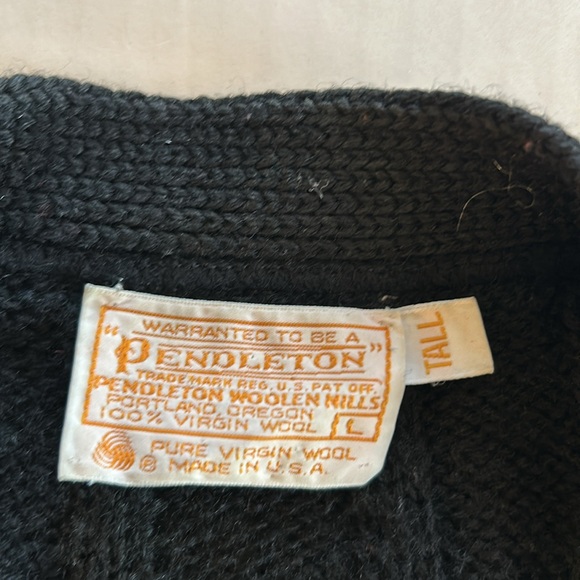 WARRANTED TO BE A
"PENDLETON"
TRADE MARK REG. U.S. PAT OFF.
PENDLETON WOOLEN MILLS
PORTLAND, OREGON
100% VIRGIN WOOL
L
PURE VIRGIN WOOL
® MADE IN U.S.A.
TALL